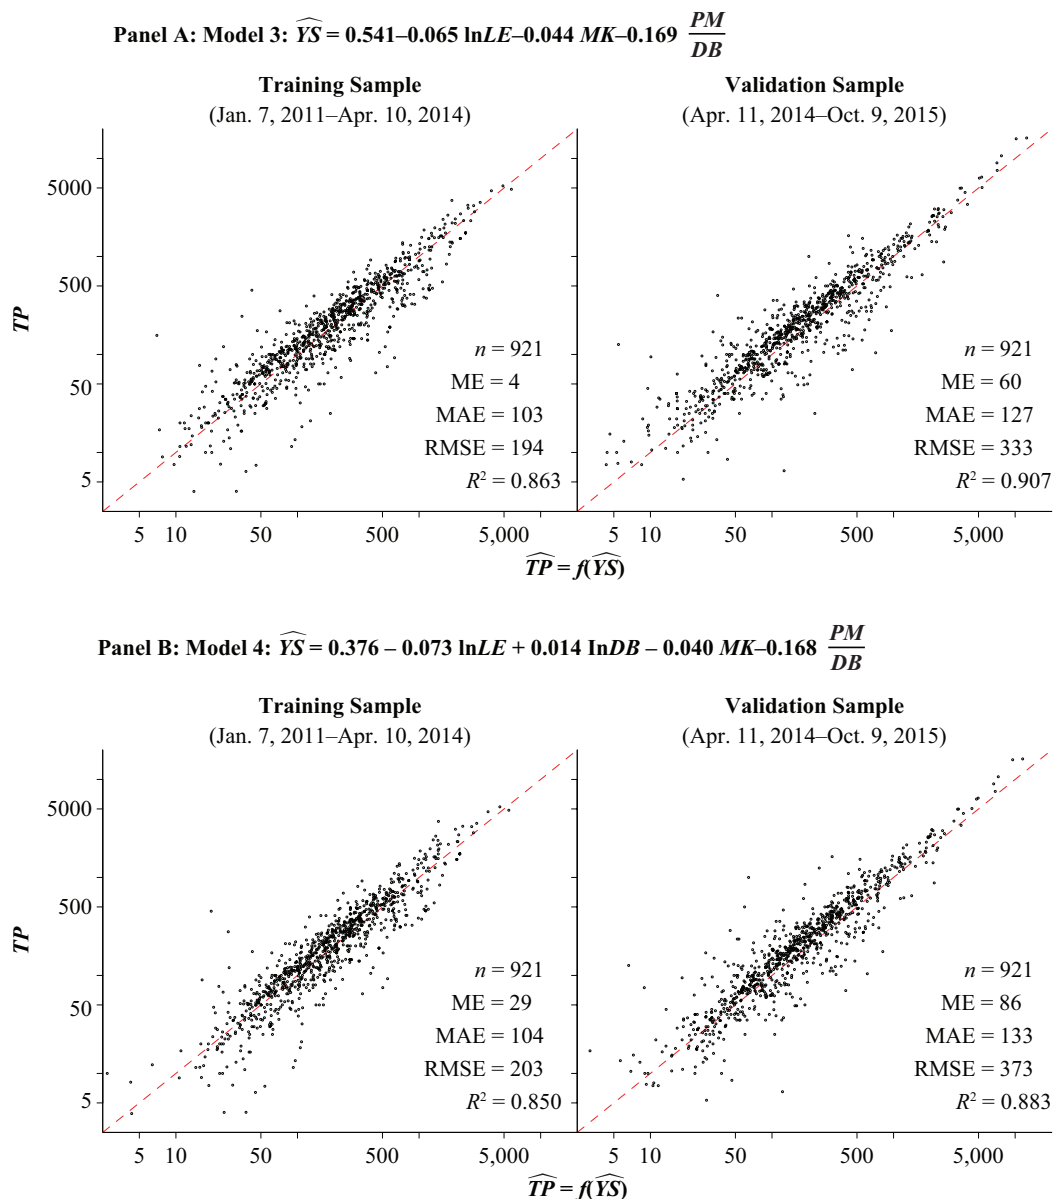 Panel A: Model 3: \widehat{YS} = 0.541–0.065 lnLE–0.044 MK–0.169 PM/DB
Training Sample
(Jan. 7, 2011–Apr. 10, 2014)
Validation Sample
(Apr. 11, 2014–Oct. 9, 2015)
TP
5000
500
50
5
n = 921
ME = 4
MAE = 103
RMSE = 194
R² = 0.863
n = 921
ME = 60
MAE = 127
RMSE = 333
R² = 0.907
5 10 50 500 5,000
5 10 50 500 5,000
\widehat{TP} = f(\widehat{YS})
Panel B: Model 4: \widehat{YS} = 0.376 – 0.073 lnLE + 0.014 InDB – 0.040 MK–0.168 PM/DB
Training Sample
(Jan. 7, 2011–Apr. 10, 2014)
Validation Sample
(Apr. 11, 2014–Oct. 9, 2015)
TP
5000
500
50
5
n = 921
ME = 29
MAE = 104
RMSE = 203
R² = 0.850
n = 921
ME = 86
MAE = 133
RMSE = 373
R² = 0.883
5 10 50 500 5,000
5 10 50 500 5,000
\widehat{TP} = f(\widehat{YS})